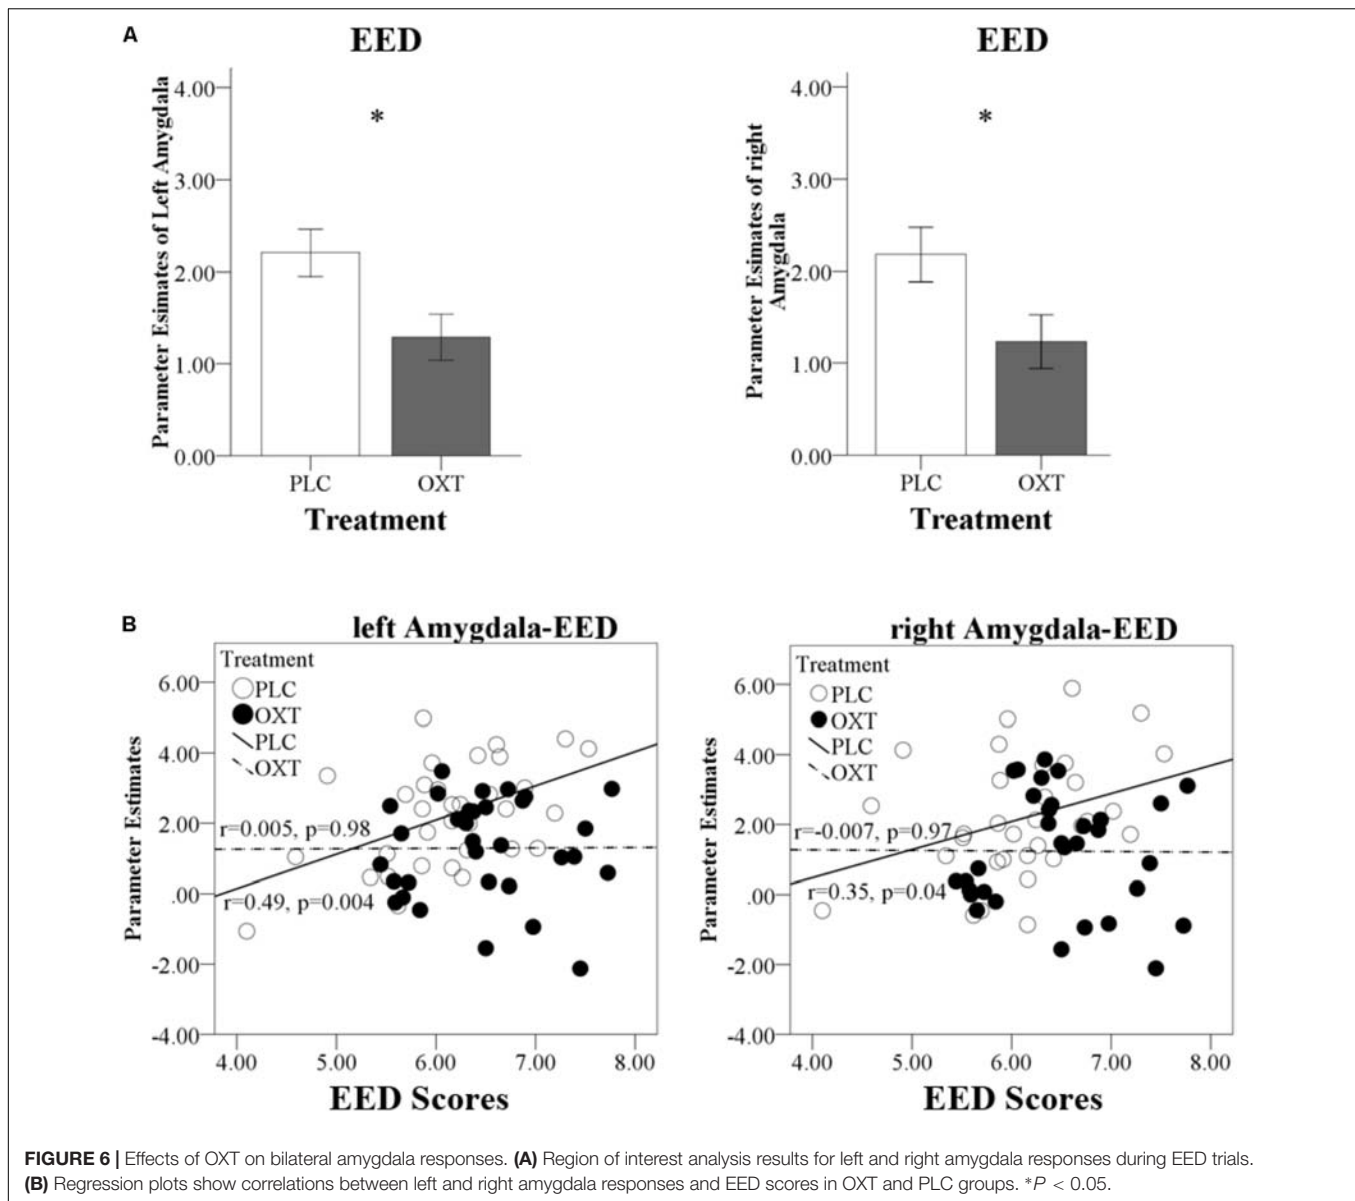 A
EED
4.00
3.00
2.00
1.00
0.00
Parameter Esimates of Left Amygdala
*
PLC OXT
Treatment
EED
4.00
3.00
2.00
1.00
0.00
Parameter Esimates of right
Amygdala
*
PLC OXT
Treatment
B
left Amygdala-EED
Treatment
PLC
OXT
PLC
OXT
6.00
4.00
2.00
.00
-2.00
-4.00
Parameter Estimates
r=0.005, p=0.98
r=0.49, p=0.004
4.00 5.00 6.00 7.00 8.00
EED Scores
right Amygdala-EED
Treatment
PLC
OXT
PLC
OXT
6.00
4.00
2.00
.00
-2.00
-4.00
Parameter Estimates
r=-0.007, p=0.97
r=0.35, p=0.04
4.00 5.00 6.00 7.00 8.00
EED Scores
FIGURE 6 | Effects of OXT on bilateral amygdala responses. (A) Region of interest analysis results for left and right amygdala responses during EED trials.
(B) Regression plots show correlations between left and right amygdala responses and EED scores in OXT and PLC groups. *P < 0.05.